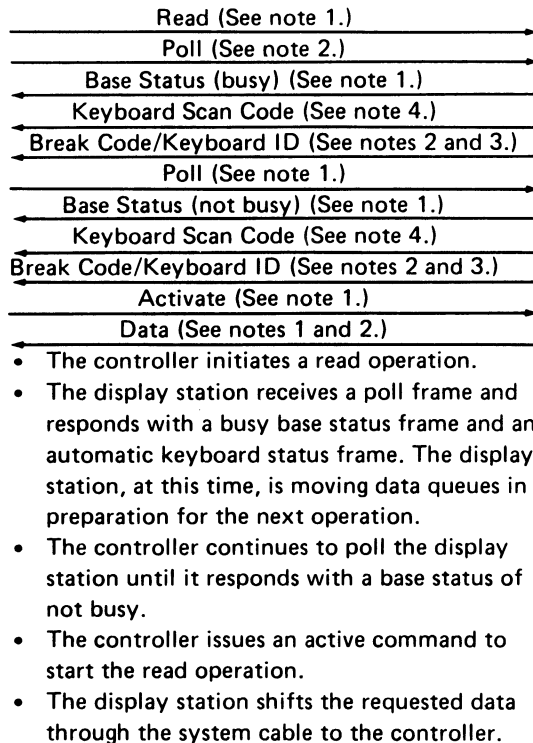 Read (See note 1.)
Poll (See note 2.)
Base Status (busy) (See note 1.)
Keyboard Scan Code (See note 4.)
Break Code/Keyboard ID (See notes 2 and 3.)
Poll (See note 1.)
Base Status (not busy) (See note 1.)
Keyboard Scan Code (See note 4.)
Break Code/Keyboard ID (See notes 2 and 3.)
Activate (See note 1.)
Data (See notes 1 and 2.)
• The controller initiates a read operation.
• The display station receives a poll frame and
responds with a busy base status frame and an
automatic keyboard status frame. The display
station, at this time, is moving data queues in
preparation for the next operation.
• The controller continues to poll the display
station until it responds with a base status of
not busy.
• The controller issues an active command to
start the read operation.
• The display station shifts the requested data
through the system cable to the controller.